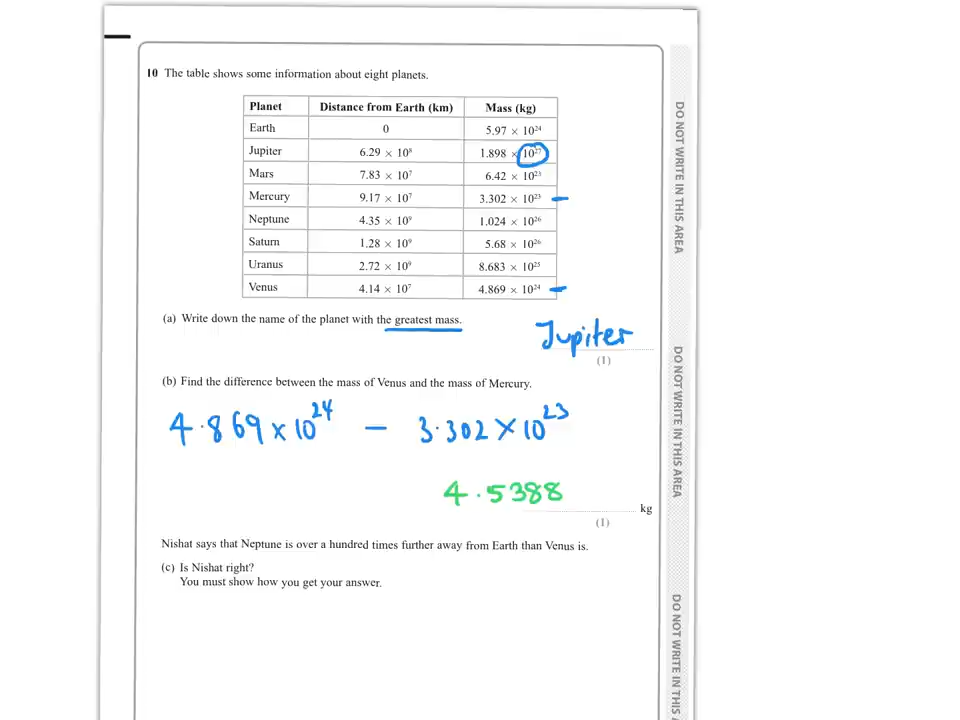 10 The table shows some information about eight planets.
Planet Distance from Earth (km) Mass (kg)
Earth 0 5.97 × 10²⁴
Jupiter 6.29 × 10⁸ 1.898 × 10²⁷
Mars 7.83 × 10⁷ 6.42 × 10²³
Mercury 9.17 × 10⁷ 3.302 × 10²³
Neptune 4.35 × 10⁹ 1.024 × 10²⁶
Saturn 1.28 × 10⁹ 5.68 × 10²⁶
Uranus 2.72 × 10⁹ 8.683 × 10²⁵
Venus 4.14 × 10⁷ 4.869 × 10²⁴
(a) Write down the name of the planet with the greatest mass.
Jupiter
(1)
(b) Find the difference between the mass of Venus and the mass of Mercury.
4.869 × 10²⁴ – 3.302 × 10²³
4.5388
kg
(1)
Nishat says that Neptune is over a hundred times further away from Earth than Venus is.
(c) Is Nishat right?
You must show how you get your answer.
DO NOT WRITE IN THIS AREA
DO NOT WRITE IN THIS AREA
DO NOT WRITE IN THIS A